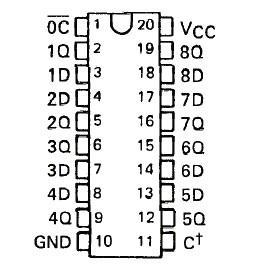 0̅C̅ 1 20 VCC
1Q 2 19 8Q
1D 3 18 8D
2D 4 17 7D
2Q 5 16 7Q
3Q 6 15 6Q
3D 7 14 6D
4D 8 13 5D
4Q 9 12 5Q
GND 10 11 C†